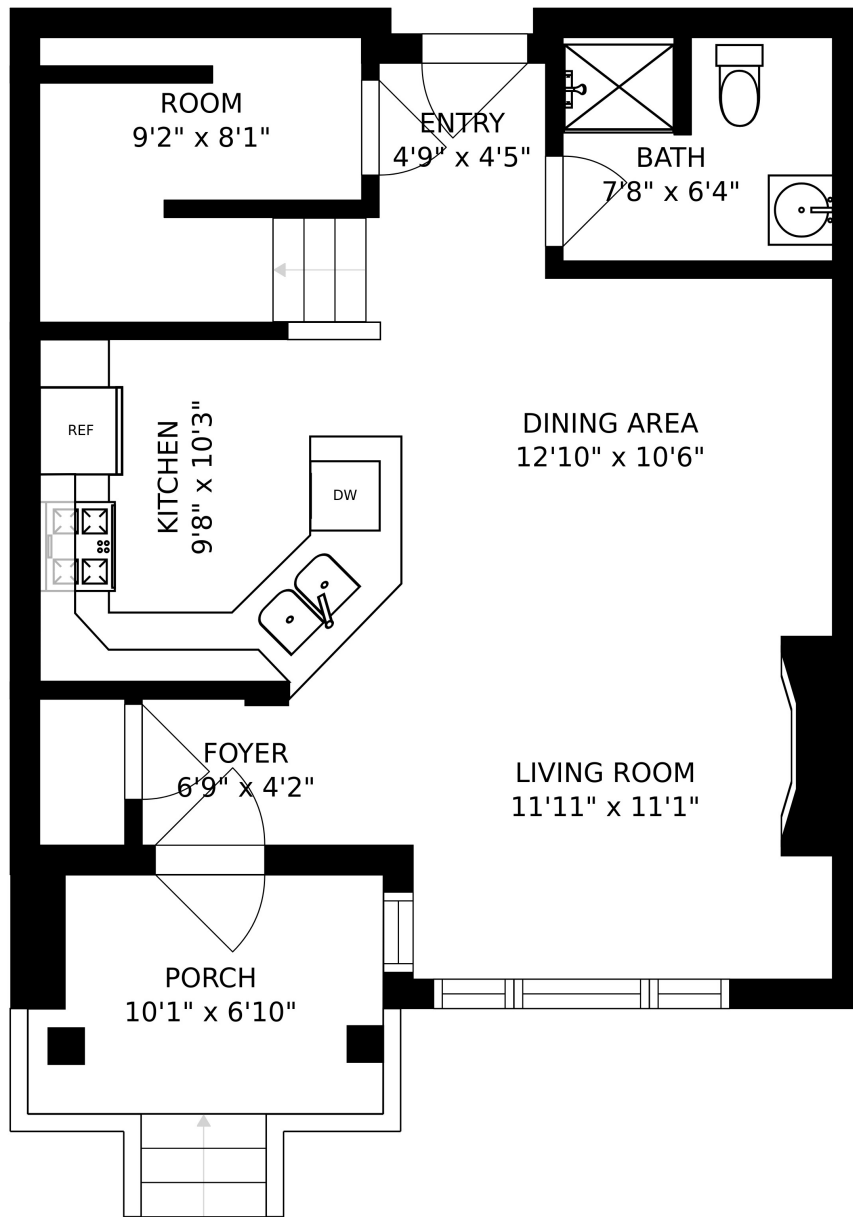 ROOM
9'2" x 8'1"
ENTRY
4'9" x 4'5"
BATH
7'8" x 6'4"
REF
KITCHEN
9'8" x 10'3"
DW
DINING AREA
12'10" x 10'6"
FOYER
6'9" x 4'2"
LIVING ROOM
11'11" x 11'1"
PORCH
10'1" x 6'10"